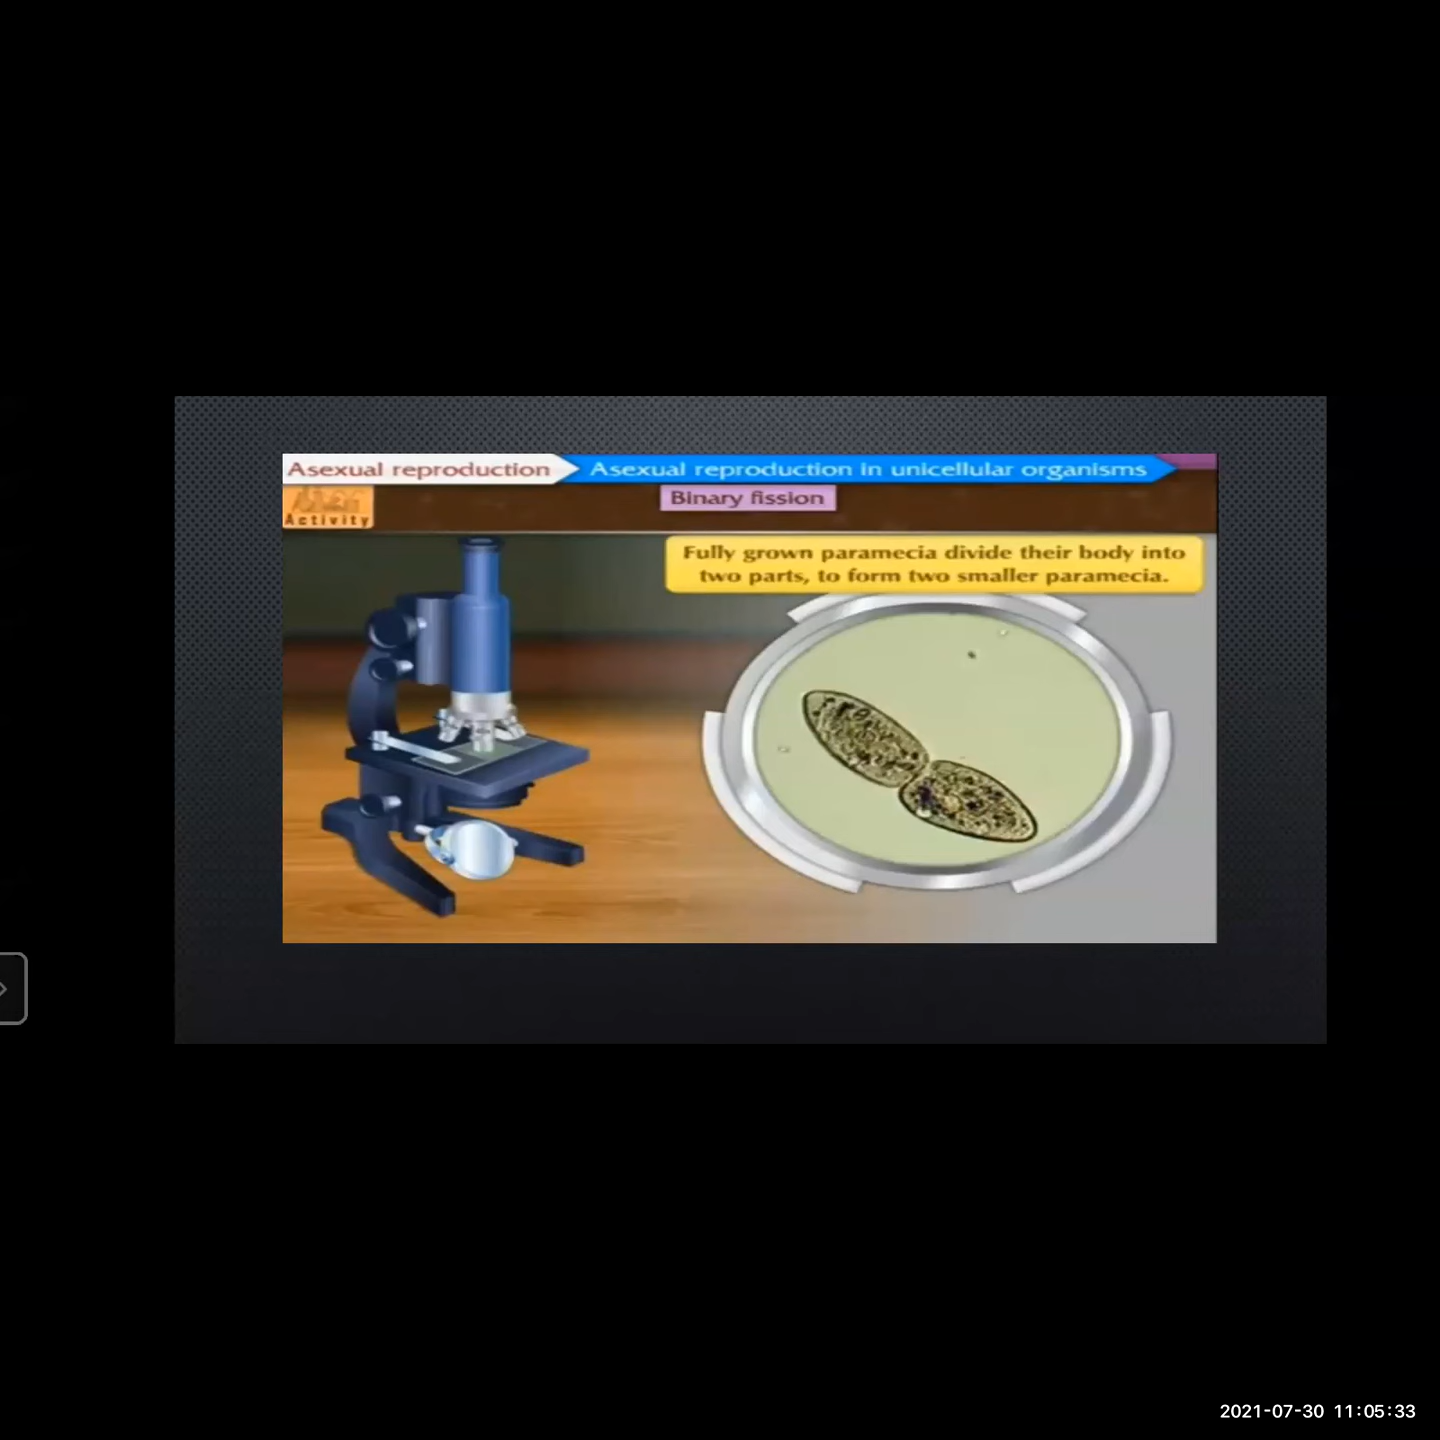 Asexual reproduction
Asexual reproduction in unicellular organisms
Binary fission
Activity
Fully grown paramecia divide their body into
two parts, to form two smaller paramecia.
2021-07-30 11:05:33